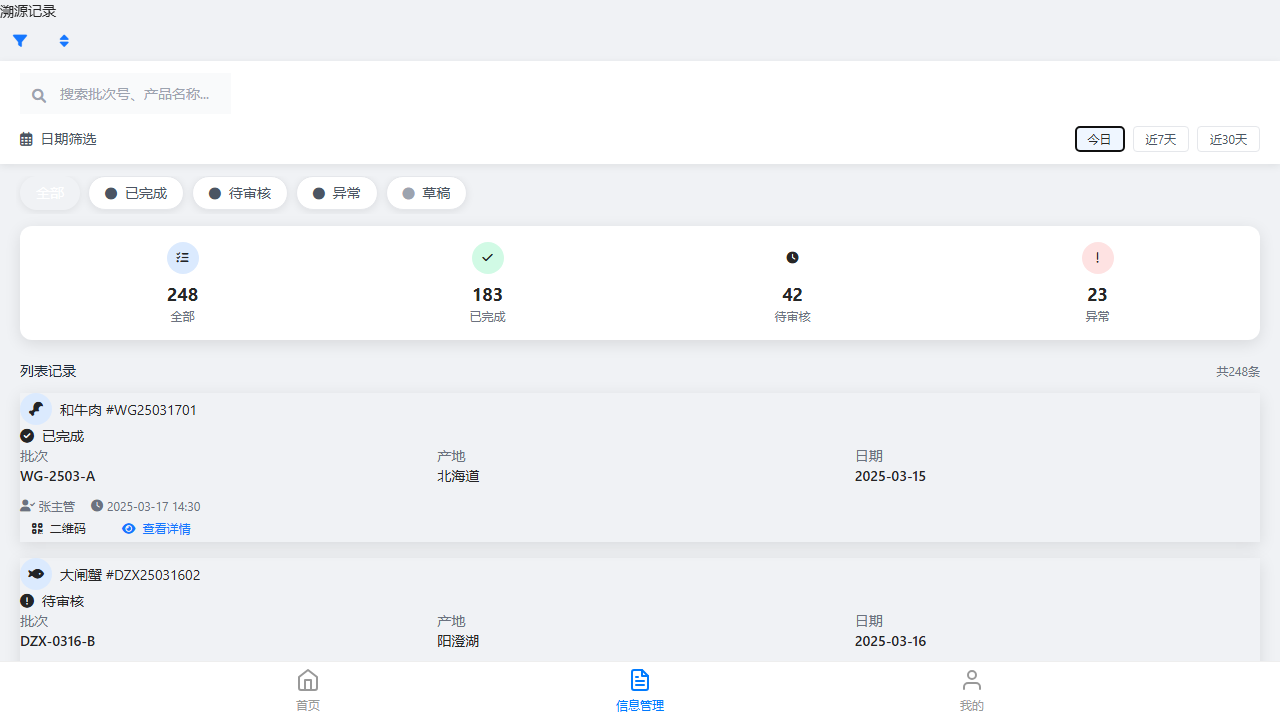 溯源记录
搜索批次号、产品名称...
日期筛选
今日 近7天 近30天
全部 已完成 待审核 异常 草稿
248 183 42 23
全部 已完成 待审核 异常
列表记录 共248条
和牛肉 #WG25031701
已完成
批次 产地 日期
WG-2503-A 北海道 2025-03-15
张主管 2025-03-17 14:30
二维码 查看详情
大闸蟹 #DZX25031602
待审核
批次 产地 日期
DZX-0316-B 阳澄湖 2025-03-16
首页 信息管理 我的